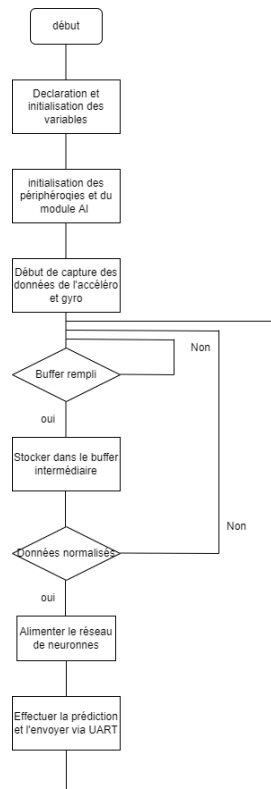 début
Declaration et
initialisation des
variables
initialisation des
périphéroqies et du
module AI
Début de capture des
données de l'accéléro
et gyro
Non
Buffer rempli
oui
Stocker dans le buffer
intermédiaire
Non
Données normalisés
oui
Alimenter le réseau
de neuronnes
Effectuer la prédiction
et l'envoyer via UART